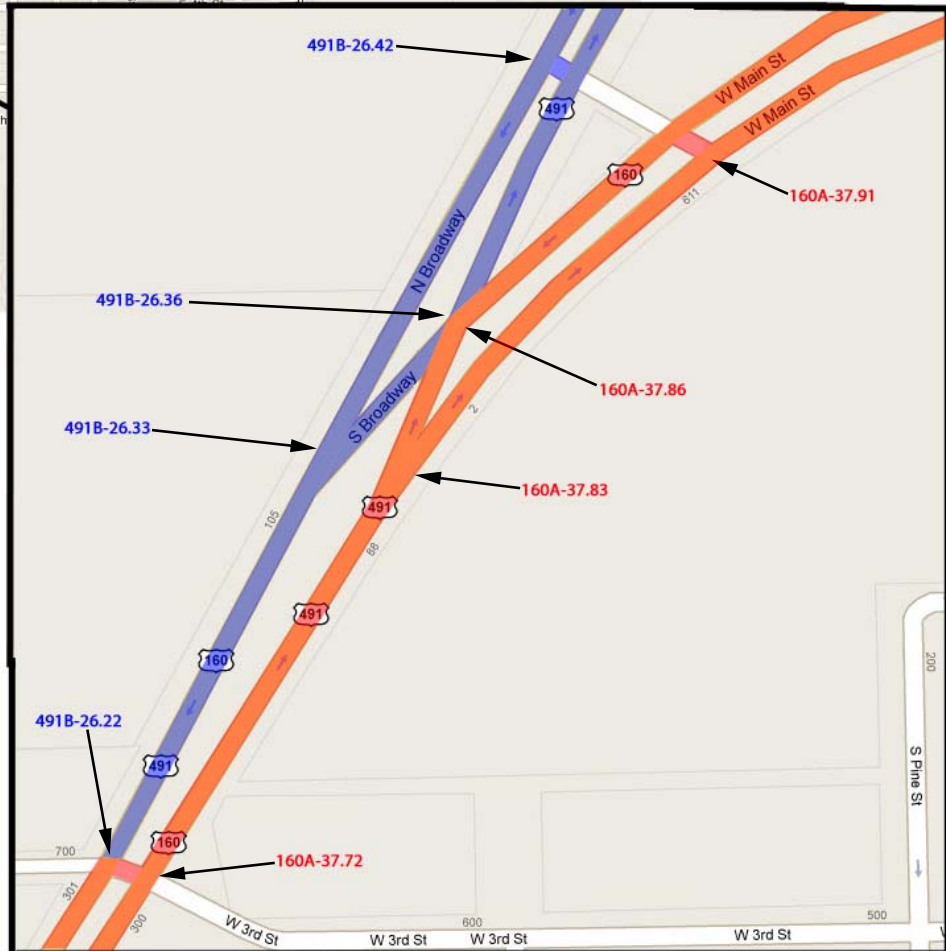 491B-26.42
W Main St
491
W Main St
160
160A-37.91
611
N Broadway
491B-26.36
160A-37.86
S Broadway
2
491B-26.33
160A-37.83
491
105
88
491
160
200
491B-26.22
491
S Pine St
160
700
160A-37.72
301
300
W 3rd St
600
500
W 3rd St
W 3rd St
W 3rd St